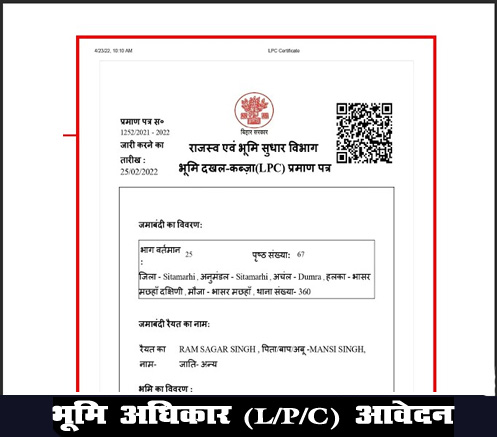 4/23/22, 10:10 AM LPC Certificate
बिहार सरकार
प्रमाण पत्र स०
1252/2021 - 2022
जारी करने का
तारीख :
25/02/2022
राजस्व एवं भूमि सुधार विभाग
भूमि दखल-कब्ज़ा(LPC) प्रमाण पत्र
जमाबंदी का विवरण:
भाग वर्तमान : 25 पृष्ठ संख्या: 67
जिला - Sitamarhi , अनुमंडल - Sitamarhi , अचंल - Dumra , हलका - भासर
मछहाँ दक्षिणी , मौजा - भासर मछहाँ , थाना संख्या- 360
जमाबंदी रैयत का नाम:
रैयत का RAM SAGAR SINGH , पिता/बाप/अबू -MANSI SINGH,
नाम- जाति- अन्य
भूमि का विवरण :
भूमि अधिकार (L/P/C) आवेदन